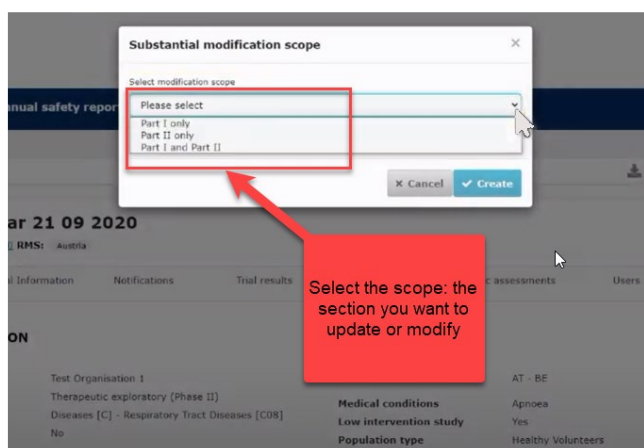 Substantial modification scope
Select modification scope
Please select
Part I only
Part II only
Part I and Part II
Cancel
Create
nnual safety repor
ar 21 09 2020
RMS: Austria
l Information Notifications Trial results c assessments Users
Select the scope: the
section you want to
update or modify
ON
Test Organisation 1 AT - BE
Therapeutic exploratory (Phase II) Medical conditions Apnoea
Diseases [C] - Respiratory Tract Diseases [C08] Low intervention study Yes
No Population type Healthy Volunteers